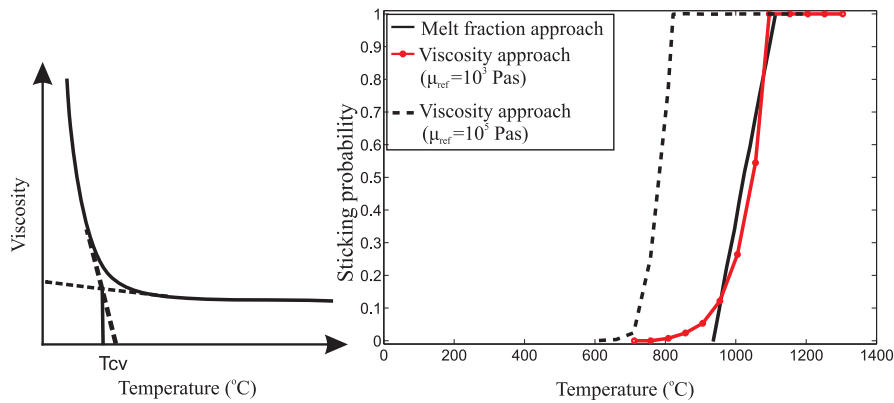 Viscosity
Tcv
Temperature (°C)
Sticking probability
1
0.9
0.8
0.7
0.6
0.5
0.4
0.3
0.2
0.1
0
Melt fraction approach
Viscosity approach
(μref=10³ Pas)
Viscosity approach
(μref=10⁵ Pas)
0 200 400 600 800 1000 1200 1400
Temperature (°C)